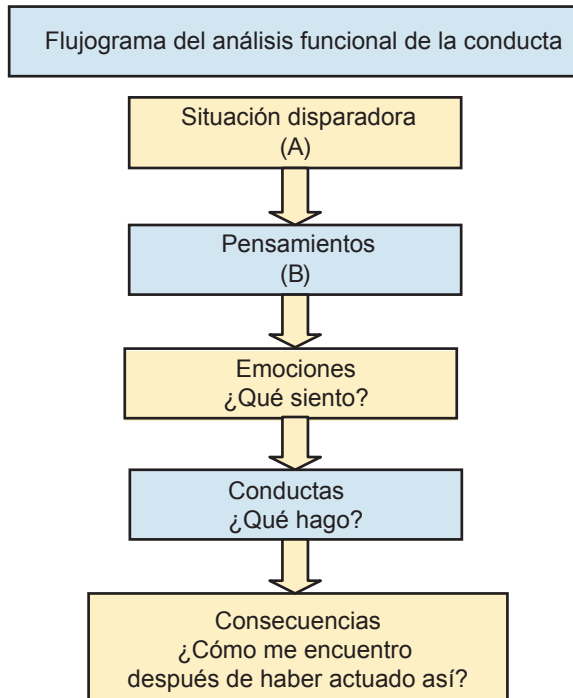 Flujograma del análisis funcional de la conducta
Situación disparadora
(A)
Pensamientos
(B)
Emociones
¿Qué siento?
Conductas
¿Qué hago?
Consecuencias
¿Cómo me encuentro
después de haber actuado así?